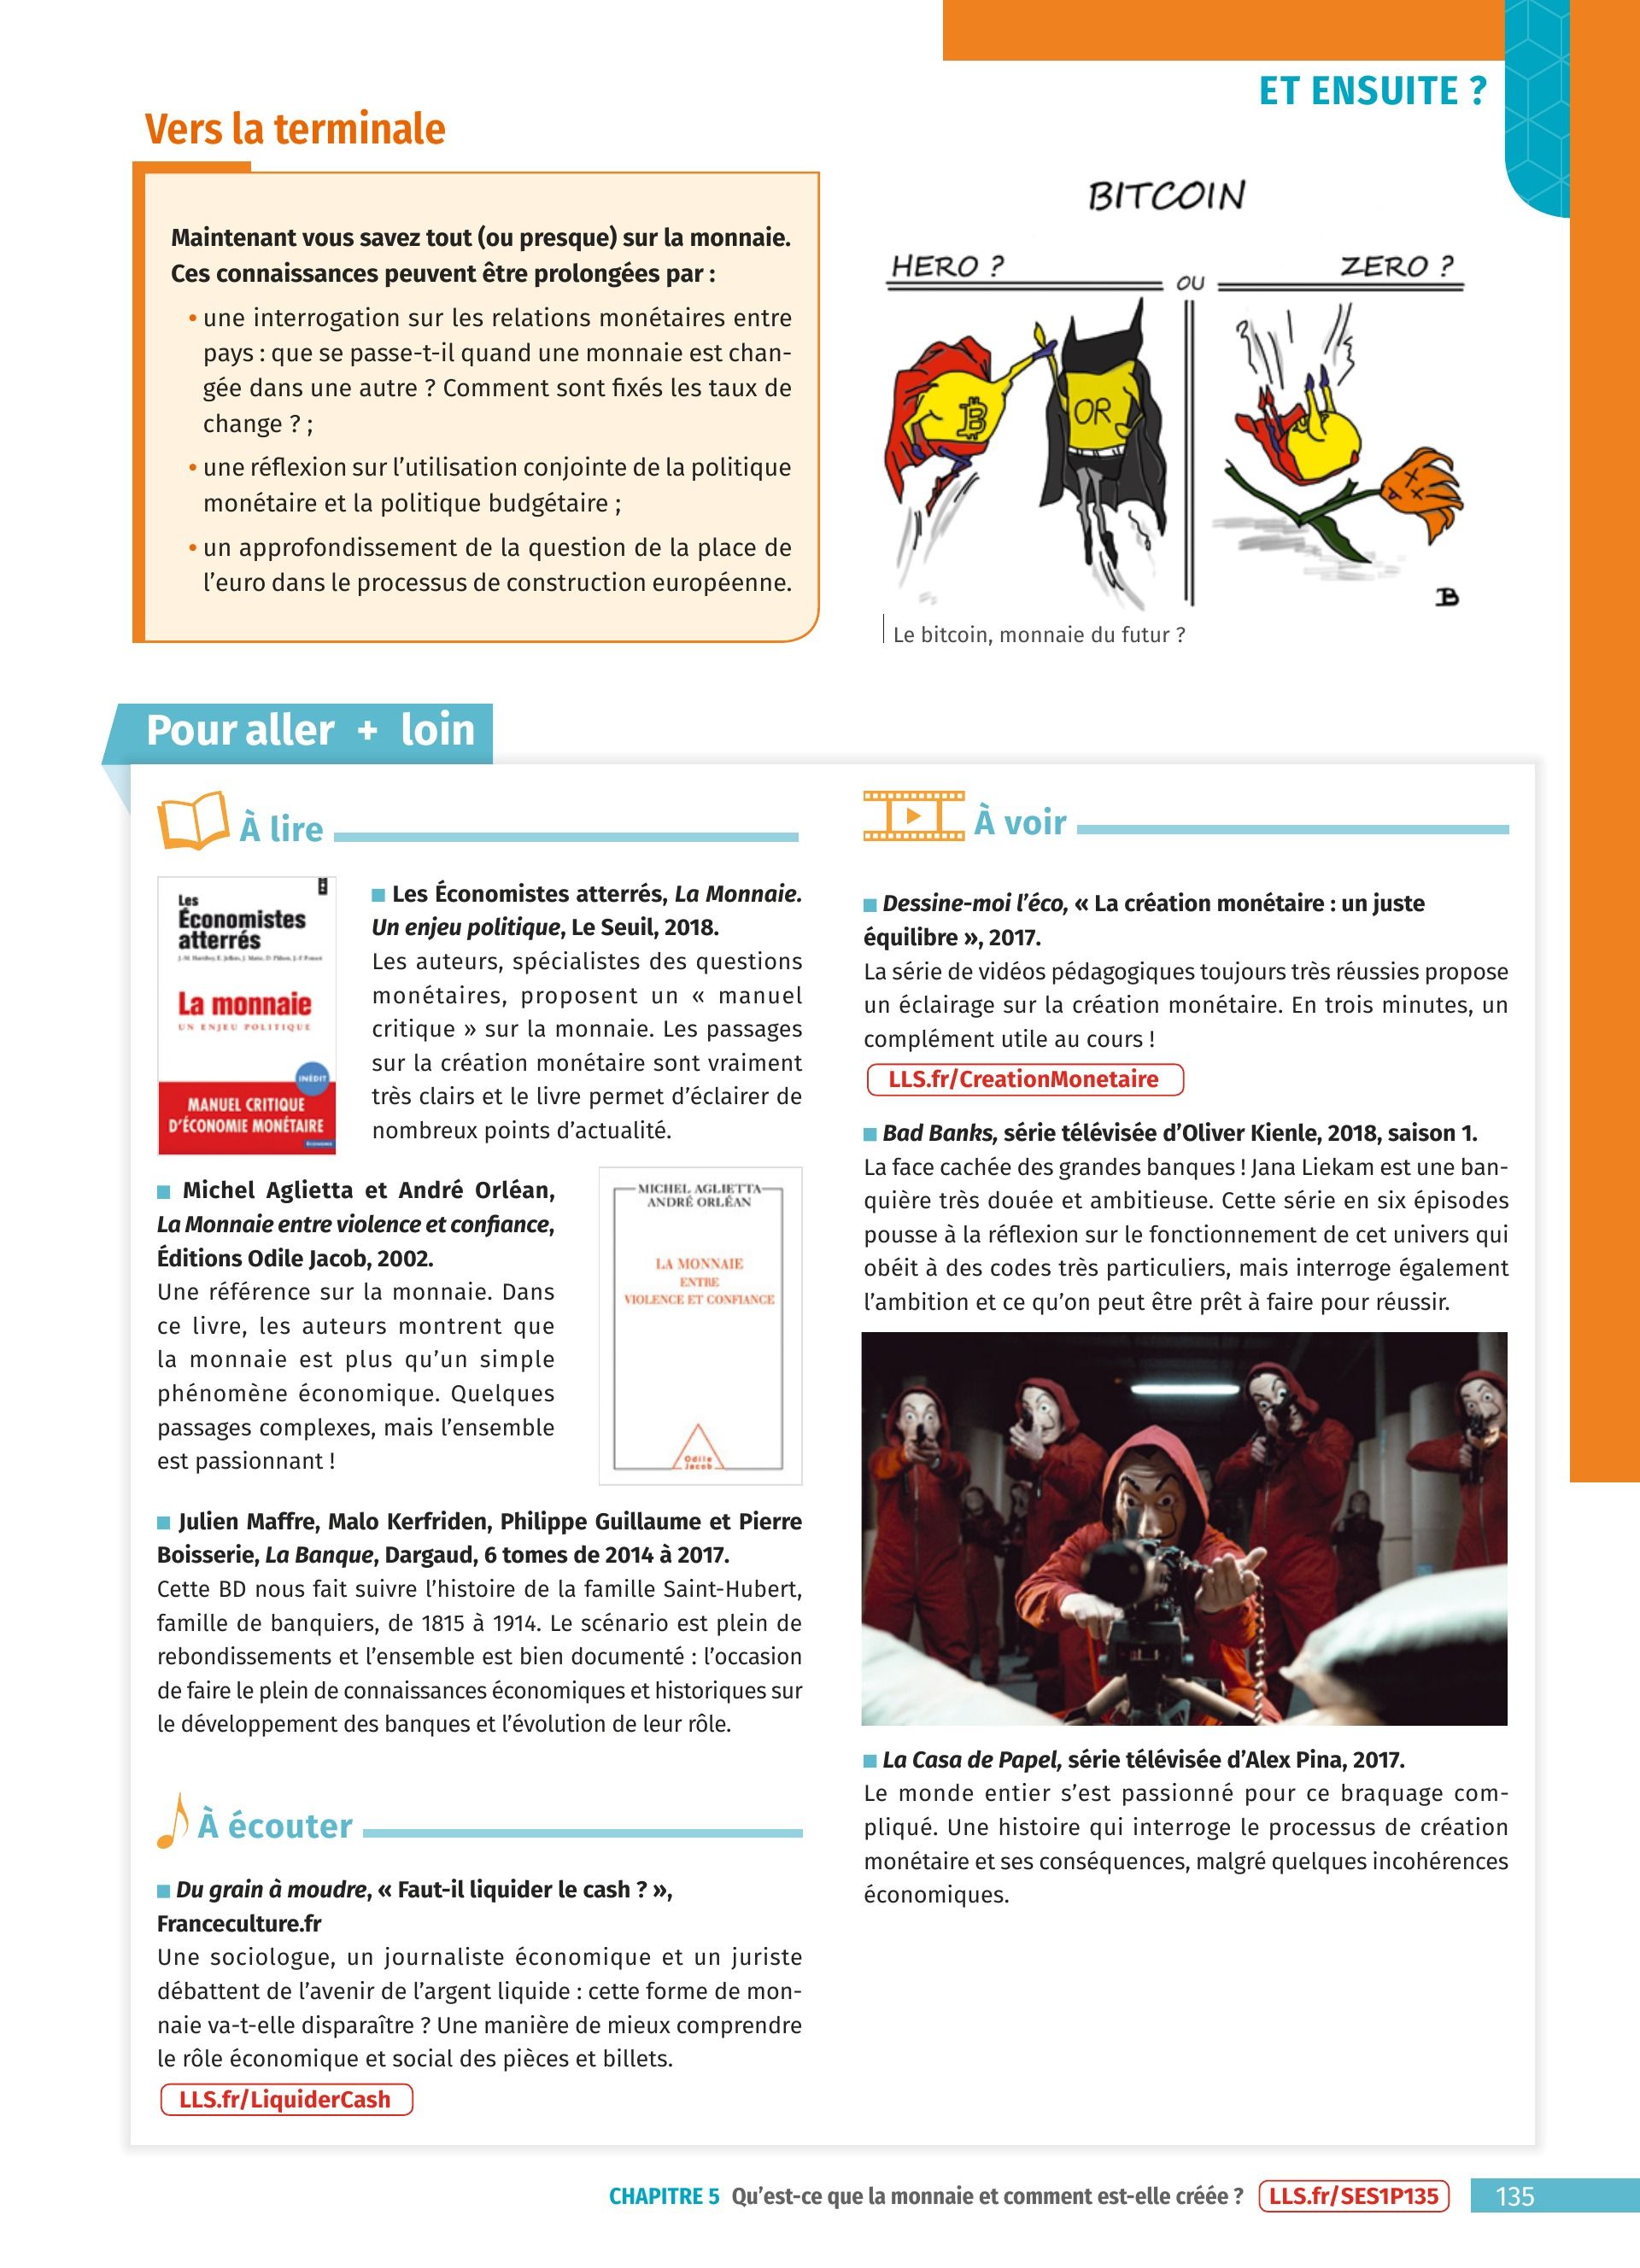 ET ENSUITE ?
Vers la terminale
Maintenant vous savez tout (ou presque) sur la monnaie.
Ces connaissances peuvent être prolongées par :
• une interrogation sur les relations monétaires entre
pays : que se passe-t-il quand une monnaie est chan-
gée dans une autre ? Comment sont fixés les taux de
change ? ;
• une réflexion sur l'utilisation conjointe de la politique
monétaire et la politique budgétaire ;
• un approfondissement de la question de la place de
l'euro dans le processus de construction européenne.
BITCOIN
HERO ?
OU
ZERO ?
OR
B
Le bitcoin, monnaie du futur ?
Pour aller + loin
À lire
Les
Économistes
atterrés
La monnaie
UN ENJEU POLITIQUE
INÉDIT
MANUEL CRITIQUE
D'ÉCONOMIE MONÉTAIRE
■ Les Économistes atterrés, La Monnaie.
Un enjeu politique, Le Seuil, 2018.
Les auteurs, spécialistes des questions
monétaires, proposent un « manuel
critique » sur la monnaie. Les passages
sur la création monétaire sont vraiment
très clairs et le livre permet d'éclairer de
nombreux points d'actualité.
■ Michel Aglietta et André Orléan,
La Monnaie entre violence et confiance,
Éditions Odile Jacob, 2002.
Une référence sur la monnaie. Dans
ce livre, les auteurs montrent que
la monnaie est plus qu'un simple
phénomène économique. Quelques
passages complexes, mais l'ensemble
est passionnant !
MICHEL AGLIETTA
ANDRÉ ORLÉAN
LA MONNAIE
ENTRE
VIOLENCE ET CONFIANCE
Odile
Jacob
■ Julien Maffre, Malo Kerfriden, Philippe Guillaume et Pierre
Boisserie, La Banque, Dargaud, 6 tomes de 2014 à 2017.
Cette BD nous fait suivre l'histoire de la famille Saint-Hubert,
famille de banquiers, de 1815 à 1914. Le scénario est plein de
rebondissements et l'ensemble est bien documenté : l'occasion
de faire le plein de connaissances économiques et historiques sur
le développement des banques et l'évolution de leur rôle.
À écouter
■ Du grain à moudre, « Faut-il liquider le cash ? »,
Franceculture.fr
Une sociologue, un journaliste économique et un juriste
débattent de l'avenir de l'argent liquide : cette forme de mon-
naie va-t-elle disparaître ? Une manière de mieux comprendre
le rôle économique et social des pièces et billets.
LLS.fr/LiquiderCash
À voir
■ Dessine-moi l'éco, « La création monétaire : un juste
équilibre », 2017.
La série de vidéos pédagogiques toujours très réussies propose
un éclairage sur la création monétaire. En trois minutes, un
complément utile au cours !
LLS.fr/CreationMonetaire
■ Bad Banks, série télévisée d'Oliver Kienle, 2018, saison 1.
La face cachée des grandes banques ! Jana Liekam est une ban-
quière très douée et ambitieuse. Cette série en six épisodes
pousse à la réflexion sur le fonctionnement de cet univers qui
obéit à des codes très particuliers, mais interroge également
l'ambition et ce qu'on peut être prêt à faire pour réussir.
■ La Casa de Papel, série télévisée d'Alex Pina, 2017.
Le monde entier s'est passionné pour ce braquage com-
pliqué. Une histoire qui interroge le processus de création
monétaire et ses conséquences, malgré quelques incohérences
économiques.
CHAPITRE 5 Qu'est-ce que la monnaie et comment est-elle créée ? LLS.fr/SES1P135 135